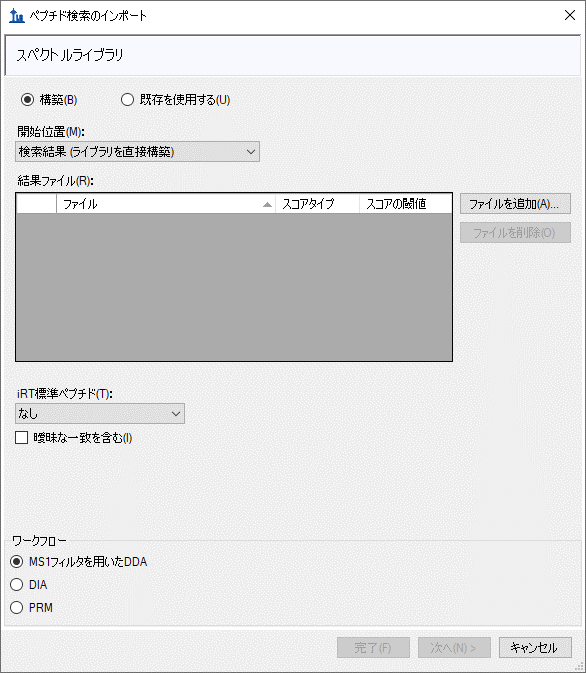 ペプチド検索のインポート
スペクトルライブラリ
構築(B) 既存を使用する(U)
開始位置(M):
検索結果 (ライブラリを直接構築)
結果ファイル(R):
ファイル スコアタイプ スコアの閾値
ファイルを追加(A)...
ファイルを削除(O)
iRT標準ペプチド(T):
なし
曖昧な一致を含む(I)
ワークフロー
MS1フィルタを用いたDDA
DIA
PRM
完了(F) 次へ(N) > キャンセル